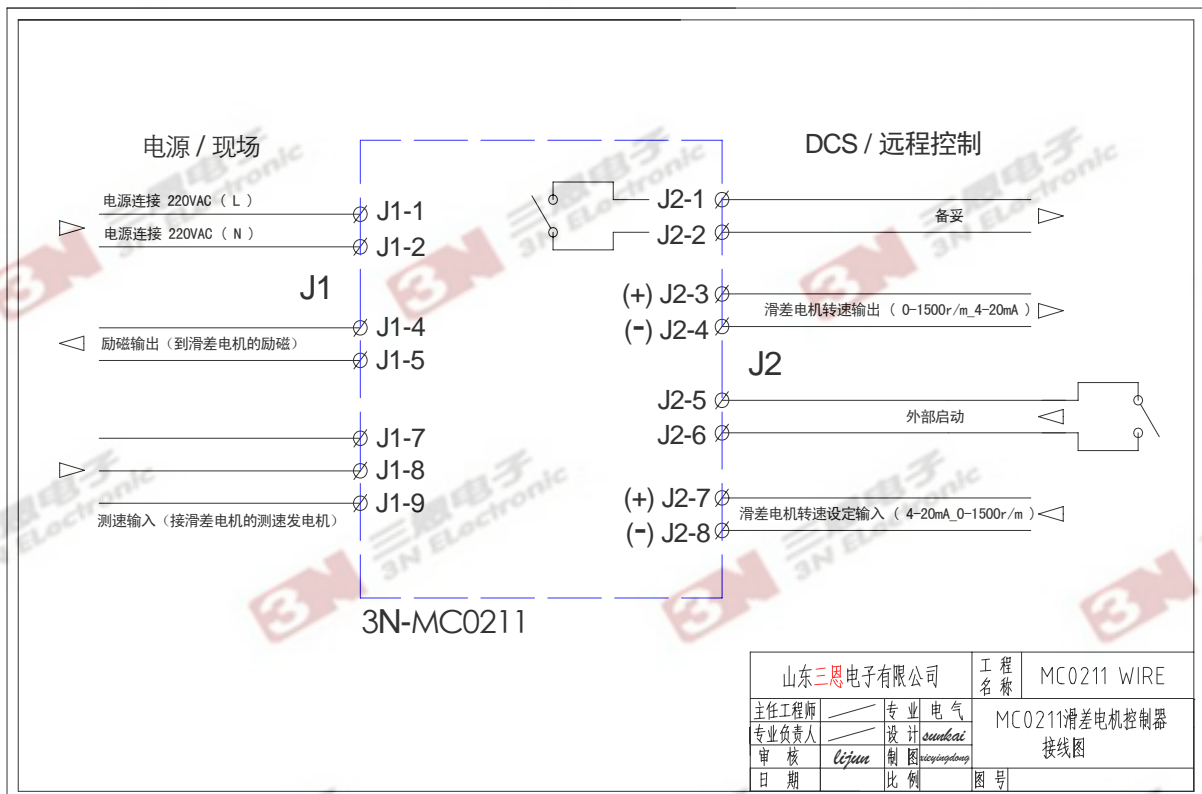 电源 / 现场
DCS / 远程控制
电源连接 220VAC ( L )
J1-1
电源连接 220VAC ( N )
J1-2
J1
J1-4
励磁输出（到滑差电机的励磁）
J1-5
J1-7
J1-8
J1-9
测速输入（接滑差电机的测速发电机）
J2-1
备妥
J2-2
(+) J2-3
滑差电机转速输出 ( 0-1500r/m_4-20mA )
(-) J2-4
J2
J2-5
外部启动
J2-6
(+) J2-7
滑差电机转速设定输入 ( 4-20mA_0-1500r/m )
(-) J2-8
3N-MC0211
山东三恩电子有限公司
工程名称
MC0211 WIRE
主任工程师
专业
电气
MC0211滑差电机控制器
接线图
专业负责人
设计
sunkai
审核
lijun
制图
xieyingdong
日期
比例
图号
3N
三恩电子
3N ELectronic